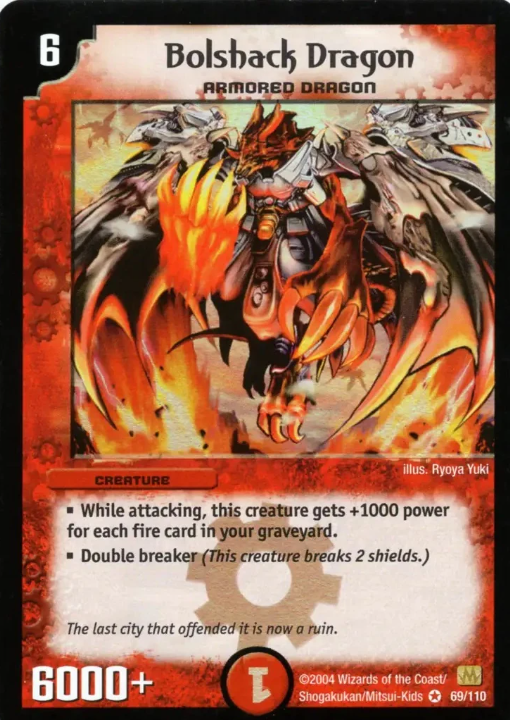 6
Bolshack Dragon
ARMORED DRAGON
illus. Ryoya Yuki
CREATURE
▪ While attacking, this creature gets +1000 power
for each fire card in your graveyard.
▪ Double breaker (This creature breaks 2 shields.)
The last city that offended it is now a ruin.
6000+
1
©2004 Wizards of the Coast/
Shogakukan/Mitsui-Kids ✪ 69/110